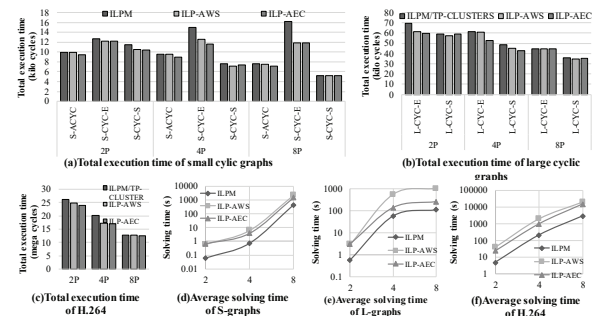 ILPM ILP-AWS ILP-AEC
Total execution time
(kilo cycles)
16
14
12
10
8
6
4
2
0
S-ACYC S-CYC-E S-CYC-S S-ACYC S-CYC-E S-CYC-S S-ACYC S-CYC-E S-CYC-S
2P 4P 8P
(a)Total execution time of small cylic graphs
ILPM/TP-CLUSTERS ILP-AWS ILP-AEC
Total execution time
(kilo cycles)
70
60
50
40
30
20
10
0
L-CYC-E L-CYC-S L-CYC-E L-CYC-S L-CYC-E L-CYC-S
2P 4P 8P
(b)Total execution time of large cyclic
graphs
Total execution time
(mega cycles)
30
25
20
15
10
5
0
ILPM/TP-
CLUSTER
ILP-AWS
ILP-AEC
2P 4P 8P
(c)Total execution time
of H.264
Solving time (s)
10000
1000
100
10
1
0.1
0.01
ILPM
ILP-AWS
ILP-AEC
2 4 8
(d)Average solving time
of S-graphs
Solving time (s)
1000
100
10
1
0.1
ILPM
ILP-AWS
ILP-AEC
2 4 8
(e)Average solving time
of L-graphs
Solving time (s)
100000
10000
1000
100
10
1
ILPM
ILP-AWS
ILP-AEC
2 4 8
(f)Average solving time
of H.264